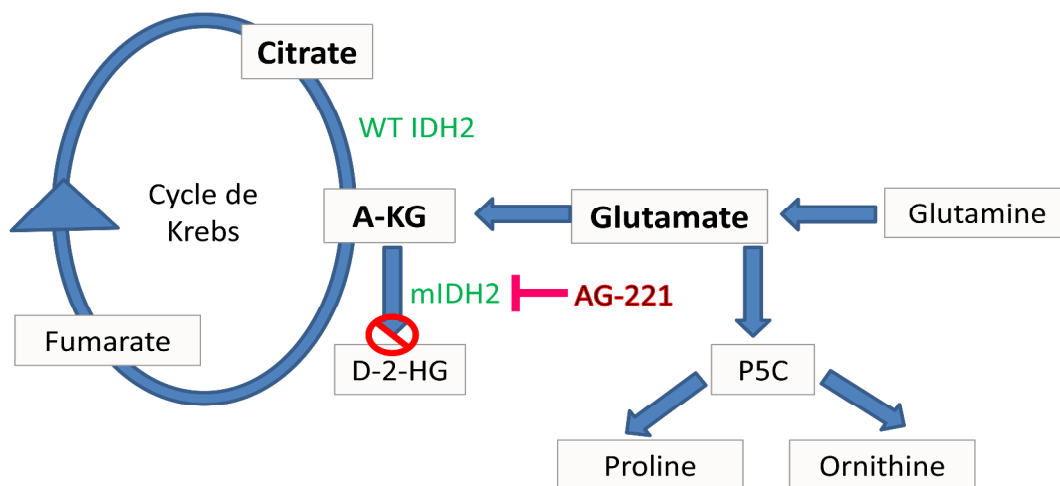 Citrate
WT IDH2
Cycle de
Krebs
A-KG
Glutamate
Glutamine
mIDH2
AG-221
Fumarate
D-2-HG
P5C
Proline
Ornithine